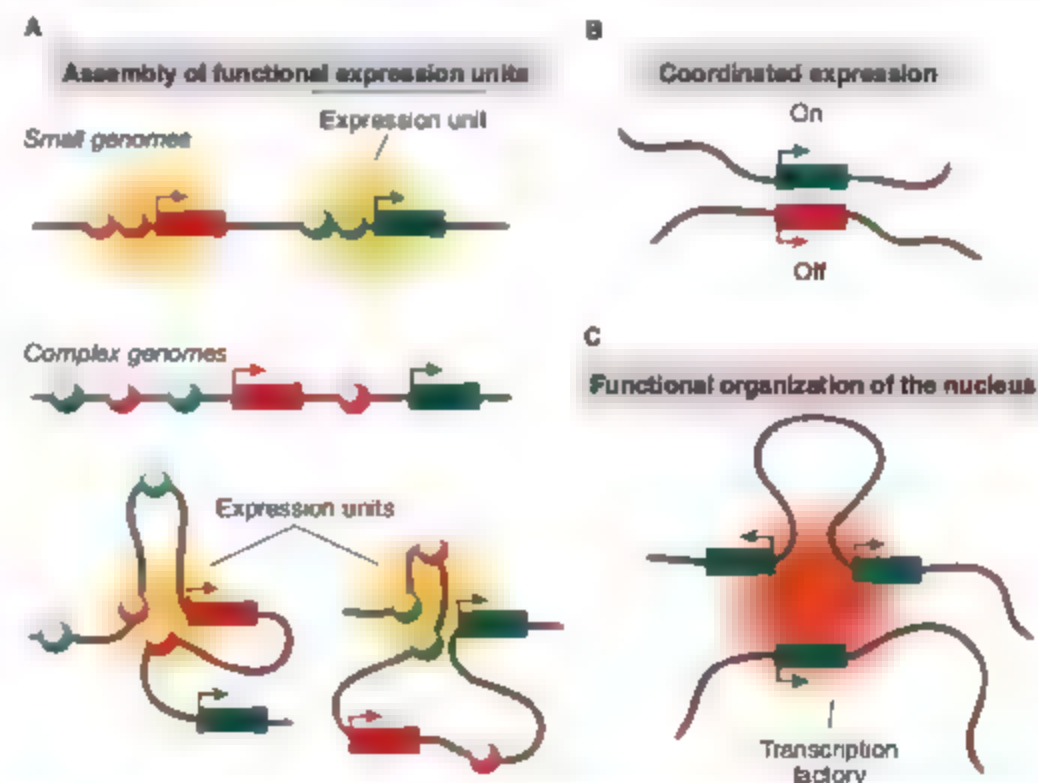 A
Assembly of functional expression units
Expression unit
Small genomes
Complex genomes
Expression units
B
Coordinated expression
On
Off
C
Functional organization of the nucleus
Transcription
factory